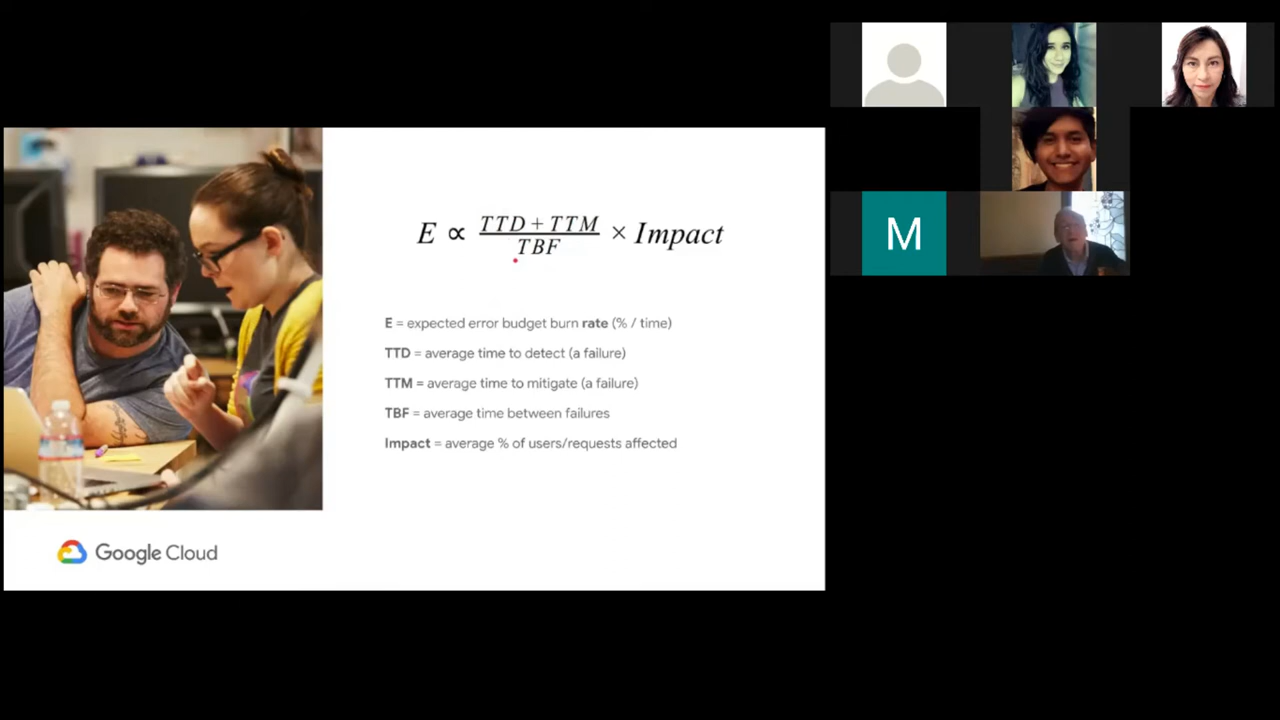 E ∝ TTD + TTM / TBF × Impact
E = expected error budget burn rate (% / time)
TTD = average time to detect (a failure)
TTM = average time to mitigate (a failure)
TBF = average time between failures
Impact = average % of users/requests affected
Google Cloud
M